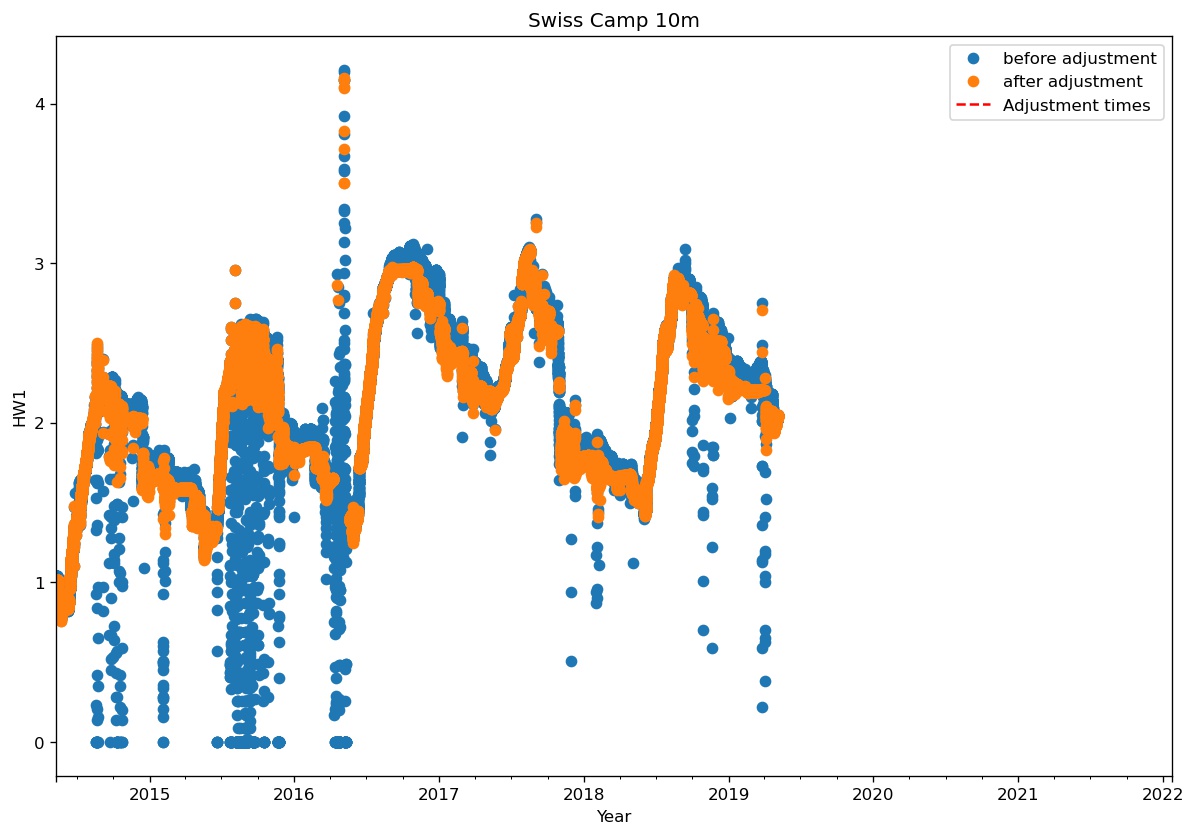 Swiss Camp 10m
before adjustment
after adjustment
Adjustment times
HW1
4
3
2
1
0
2015 2016 2017 2018 2019 2020 2021 2022
Year